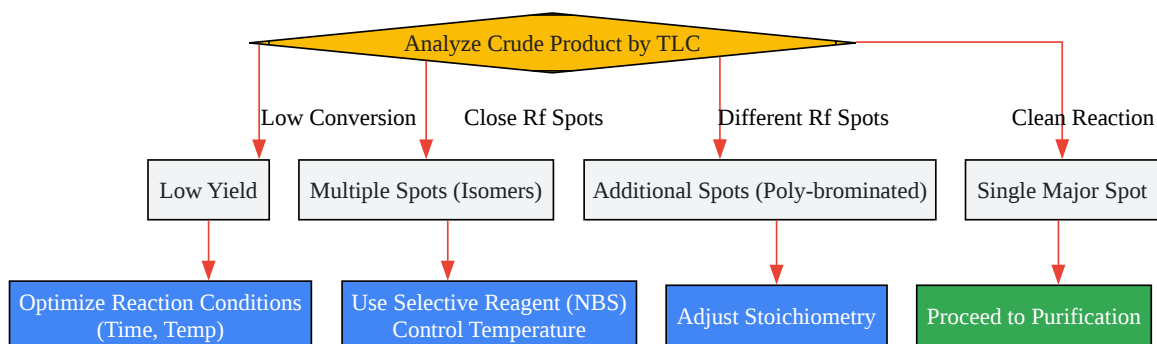 Analyze Crude Product by TLC
Low Conversion
Close Rf Spots
Different Rf Spots
Clean Reaction
Low Yield
Multiple Spots (Isomers)
Additional Spots (Poly-brominated)
Single Major Spot
Optimize Reaction Conditions
(Time, Temp)
Use Selective Reagent (NBS)
Control Temperature
Adjust Stoichiometry
Proceed to Purification